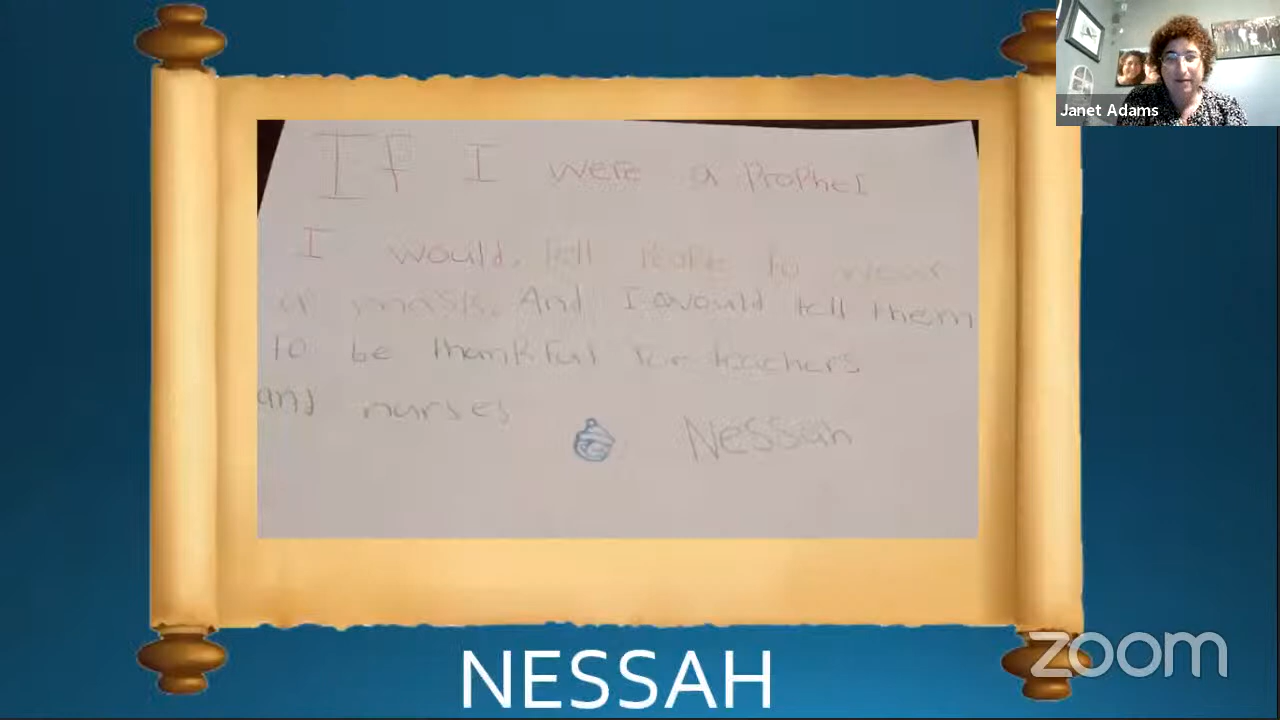 Janet Adams
If I were a Prophet
I would tell to wear
a mask. And I would tell them
to be thankful for teachers
and nurses
Nessah
zoom
NESSAH